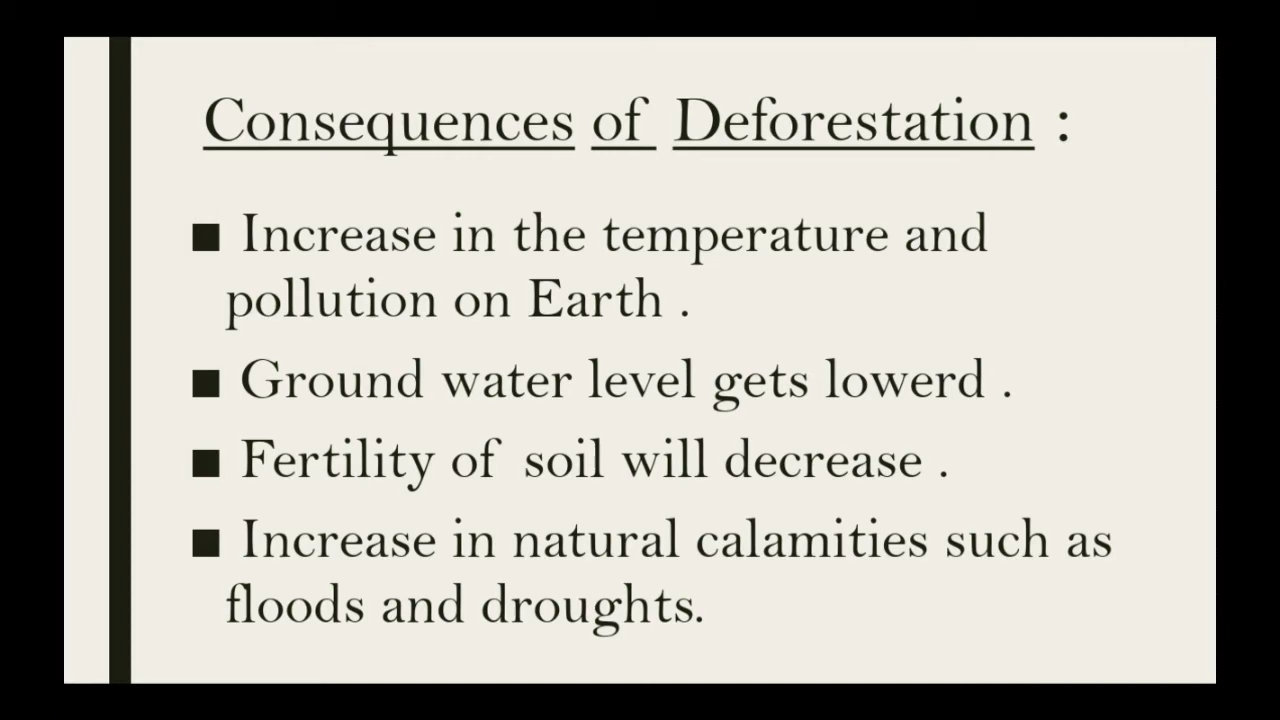 Consequences of Deforestation :
■ Increase in the temperature and
pollution on Earth .
■ Ground water level gets lowerd .
■ Fertility of soil will decrease .
■ Increase in natural calamities such as
floods and droughts.